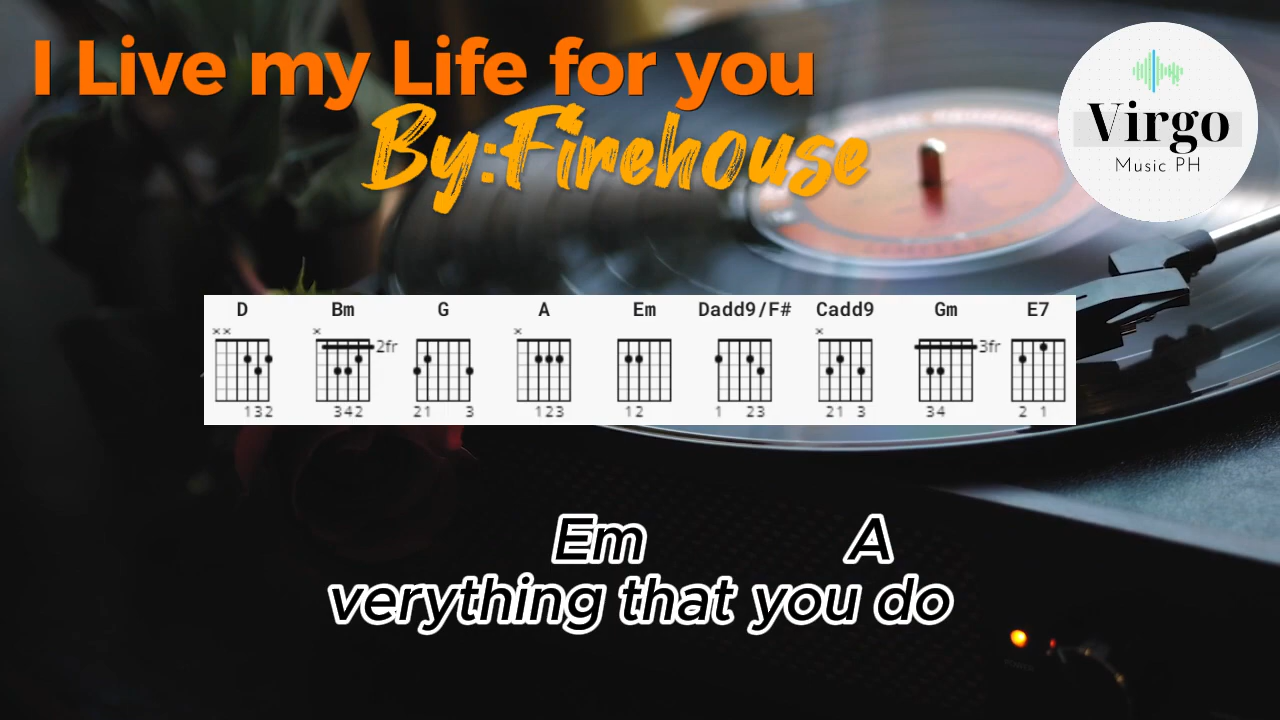 I Live my Life for you
By:Firehouse
Virgo
Music PH
D Bm G A Em Dadd9/F# Cadd9 Gm E7
×× × × ×
2fr 3fr
132 342 21 3 123 12 1 23 21 3 34 2 1
Em A
verything that you do